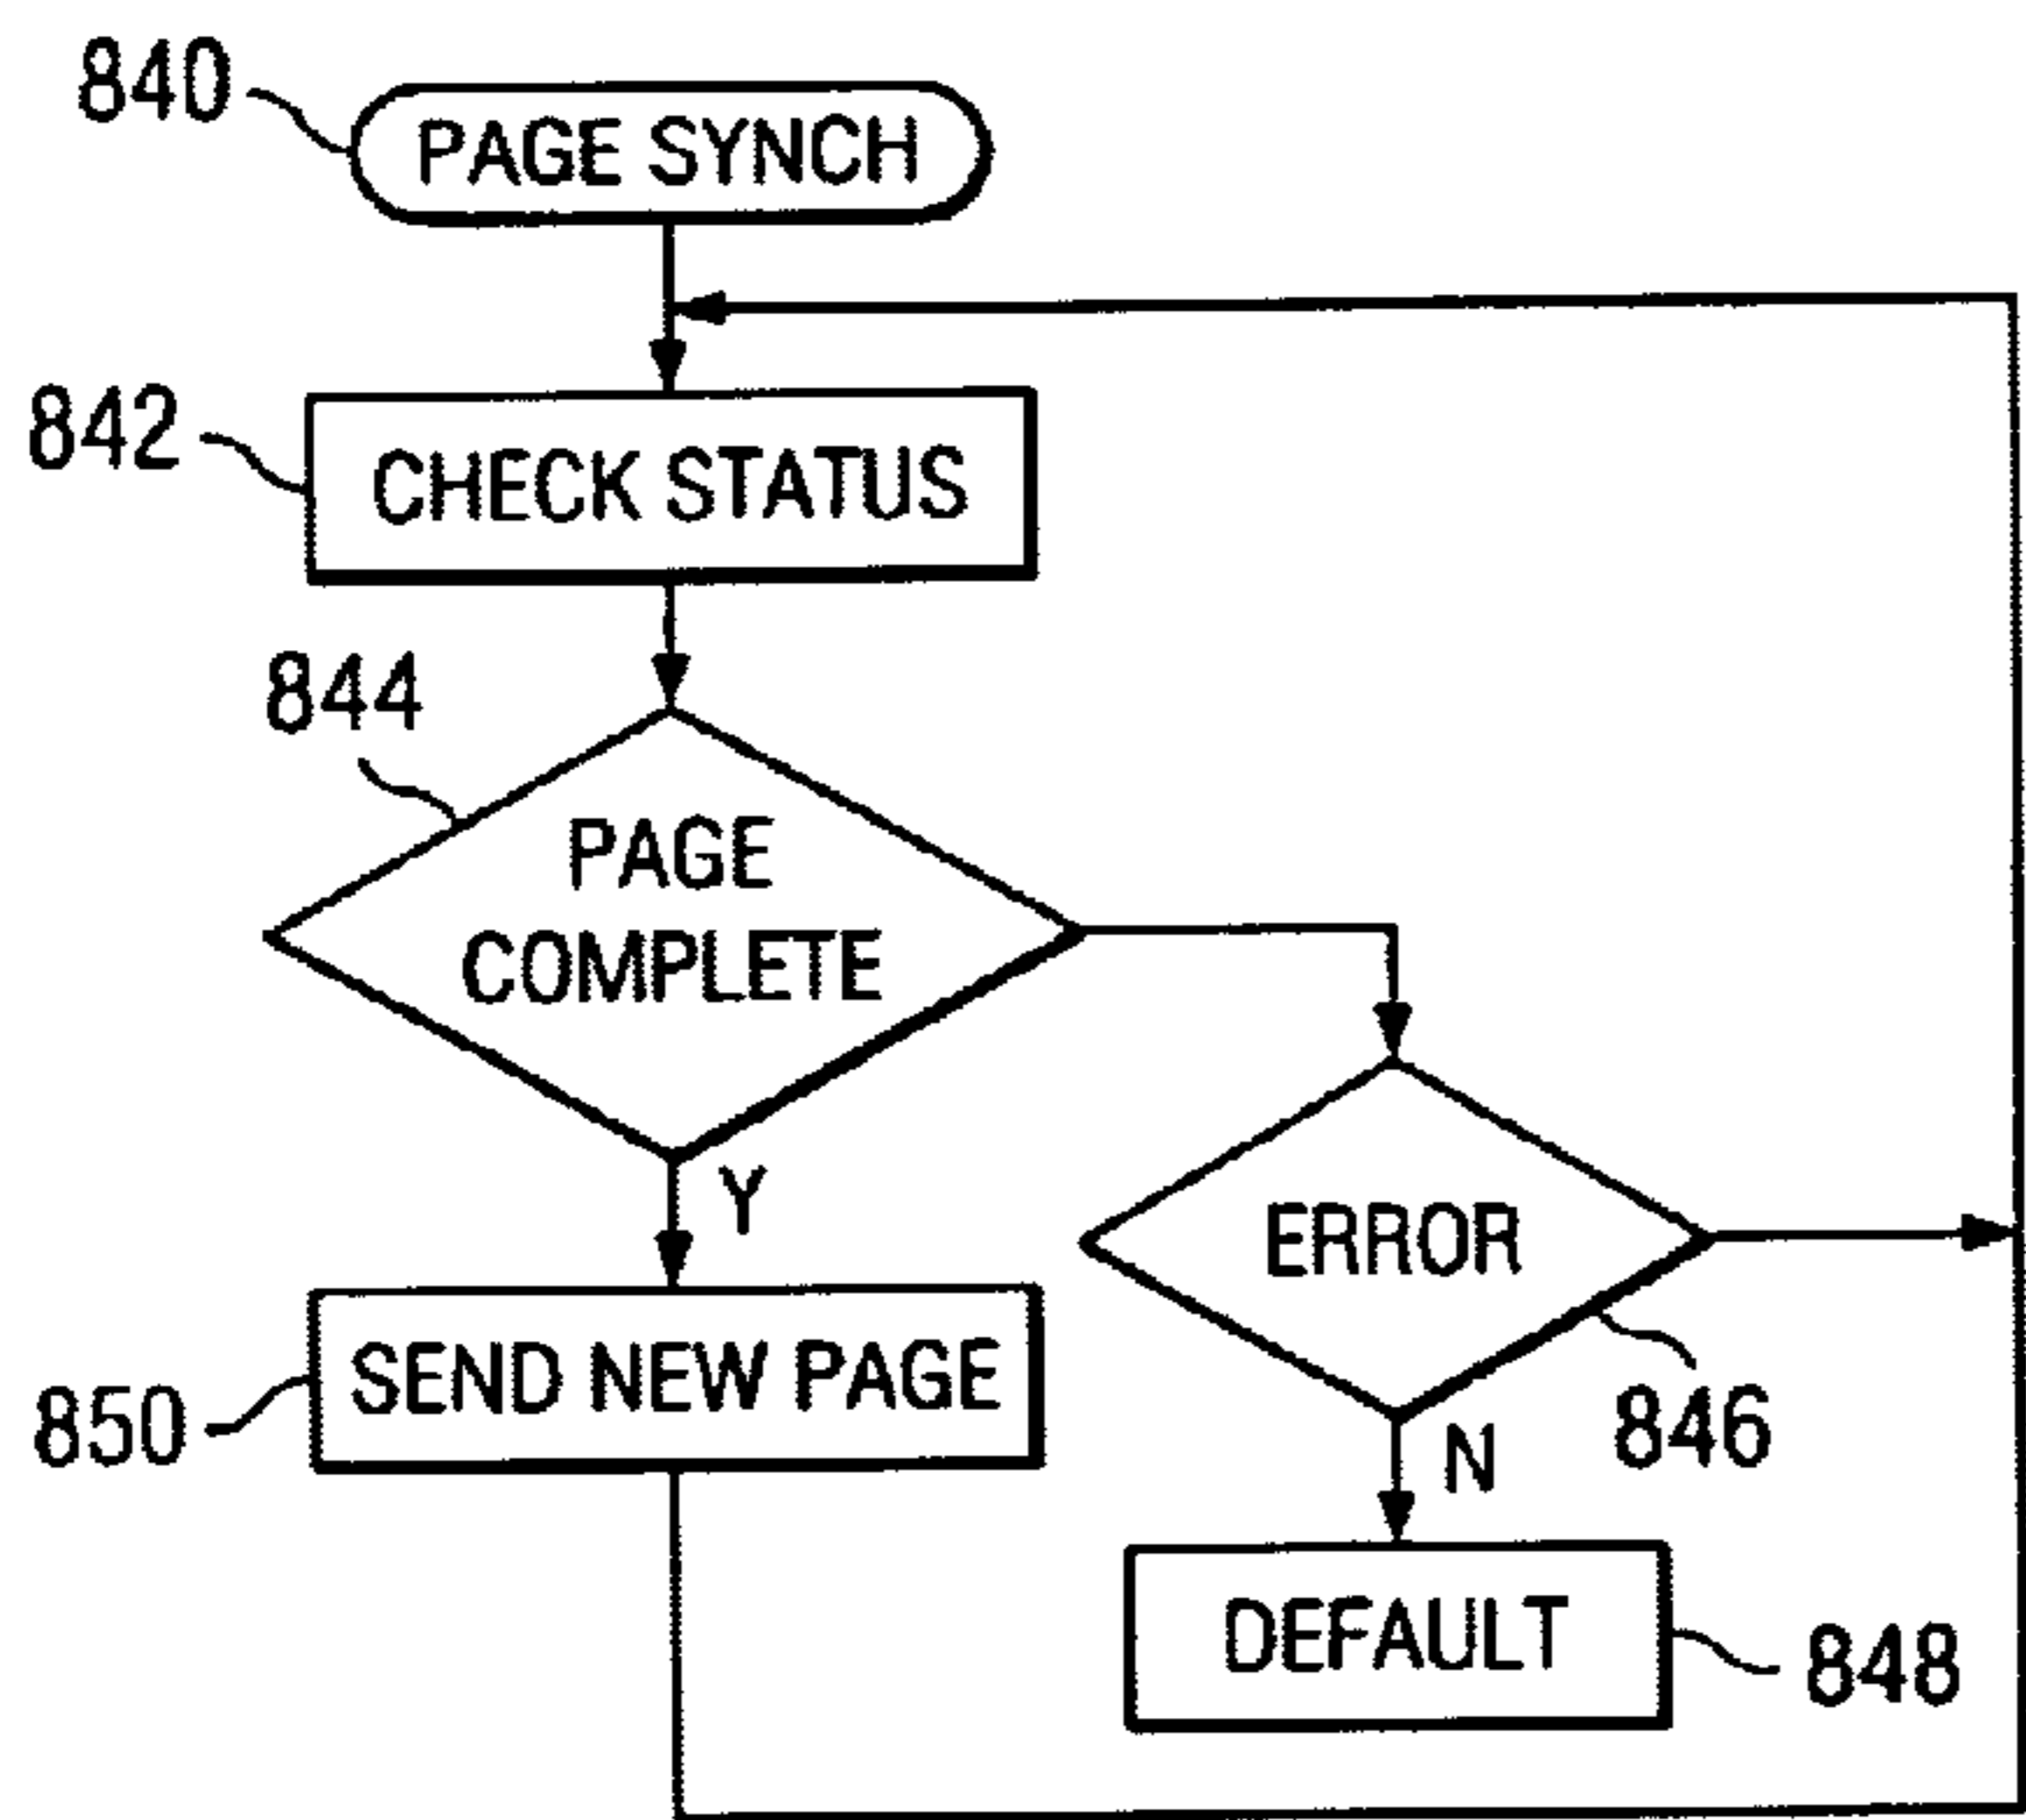 840
PAGE SYNCH
842
CHECK STATUS
844
PAGE
COMPLETE
Y
ERROR
846
N
850
SEND NEW PAGE
DEFAULT
848